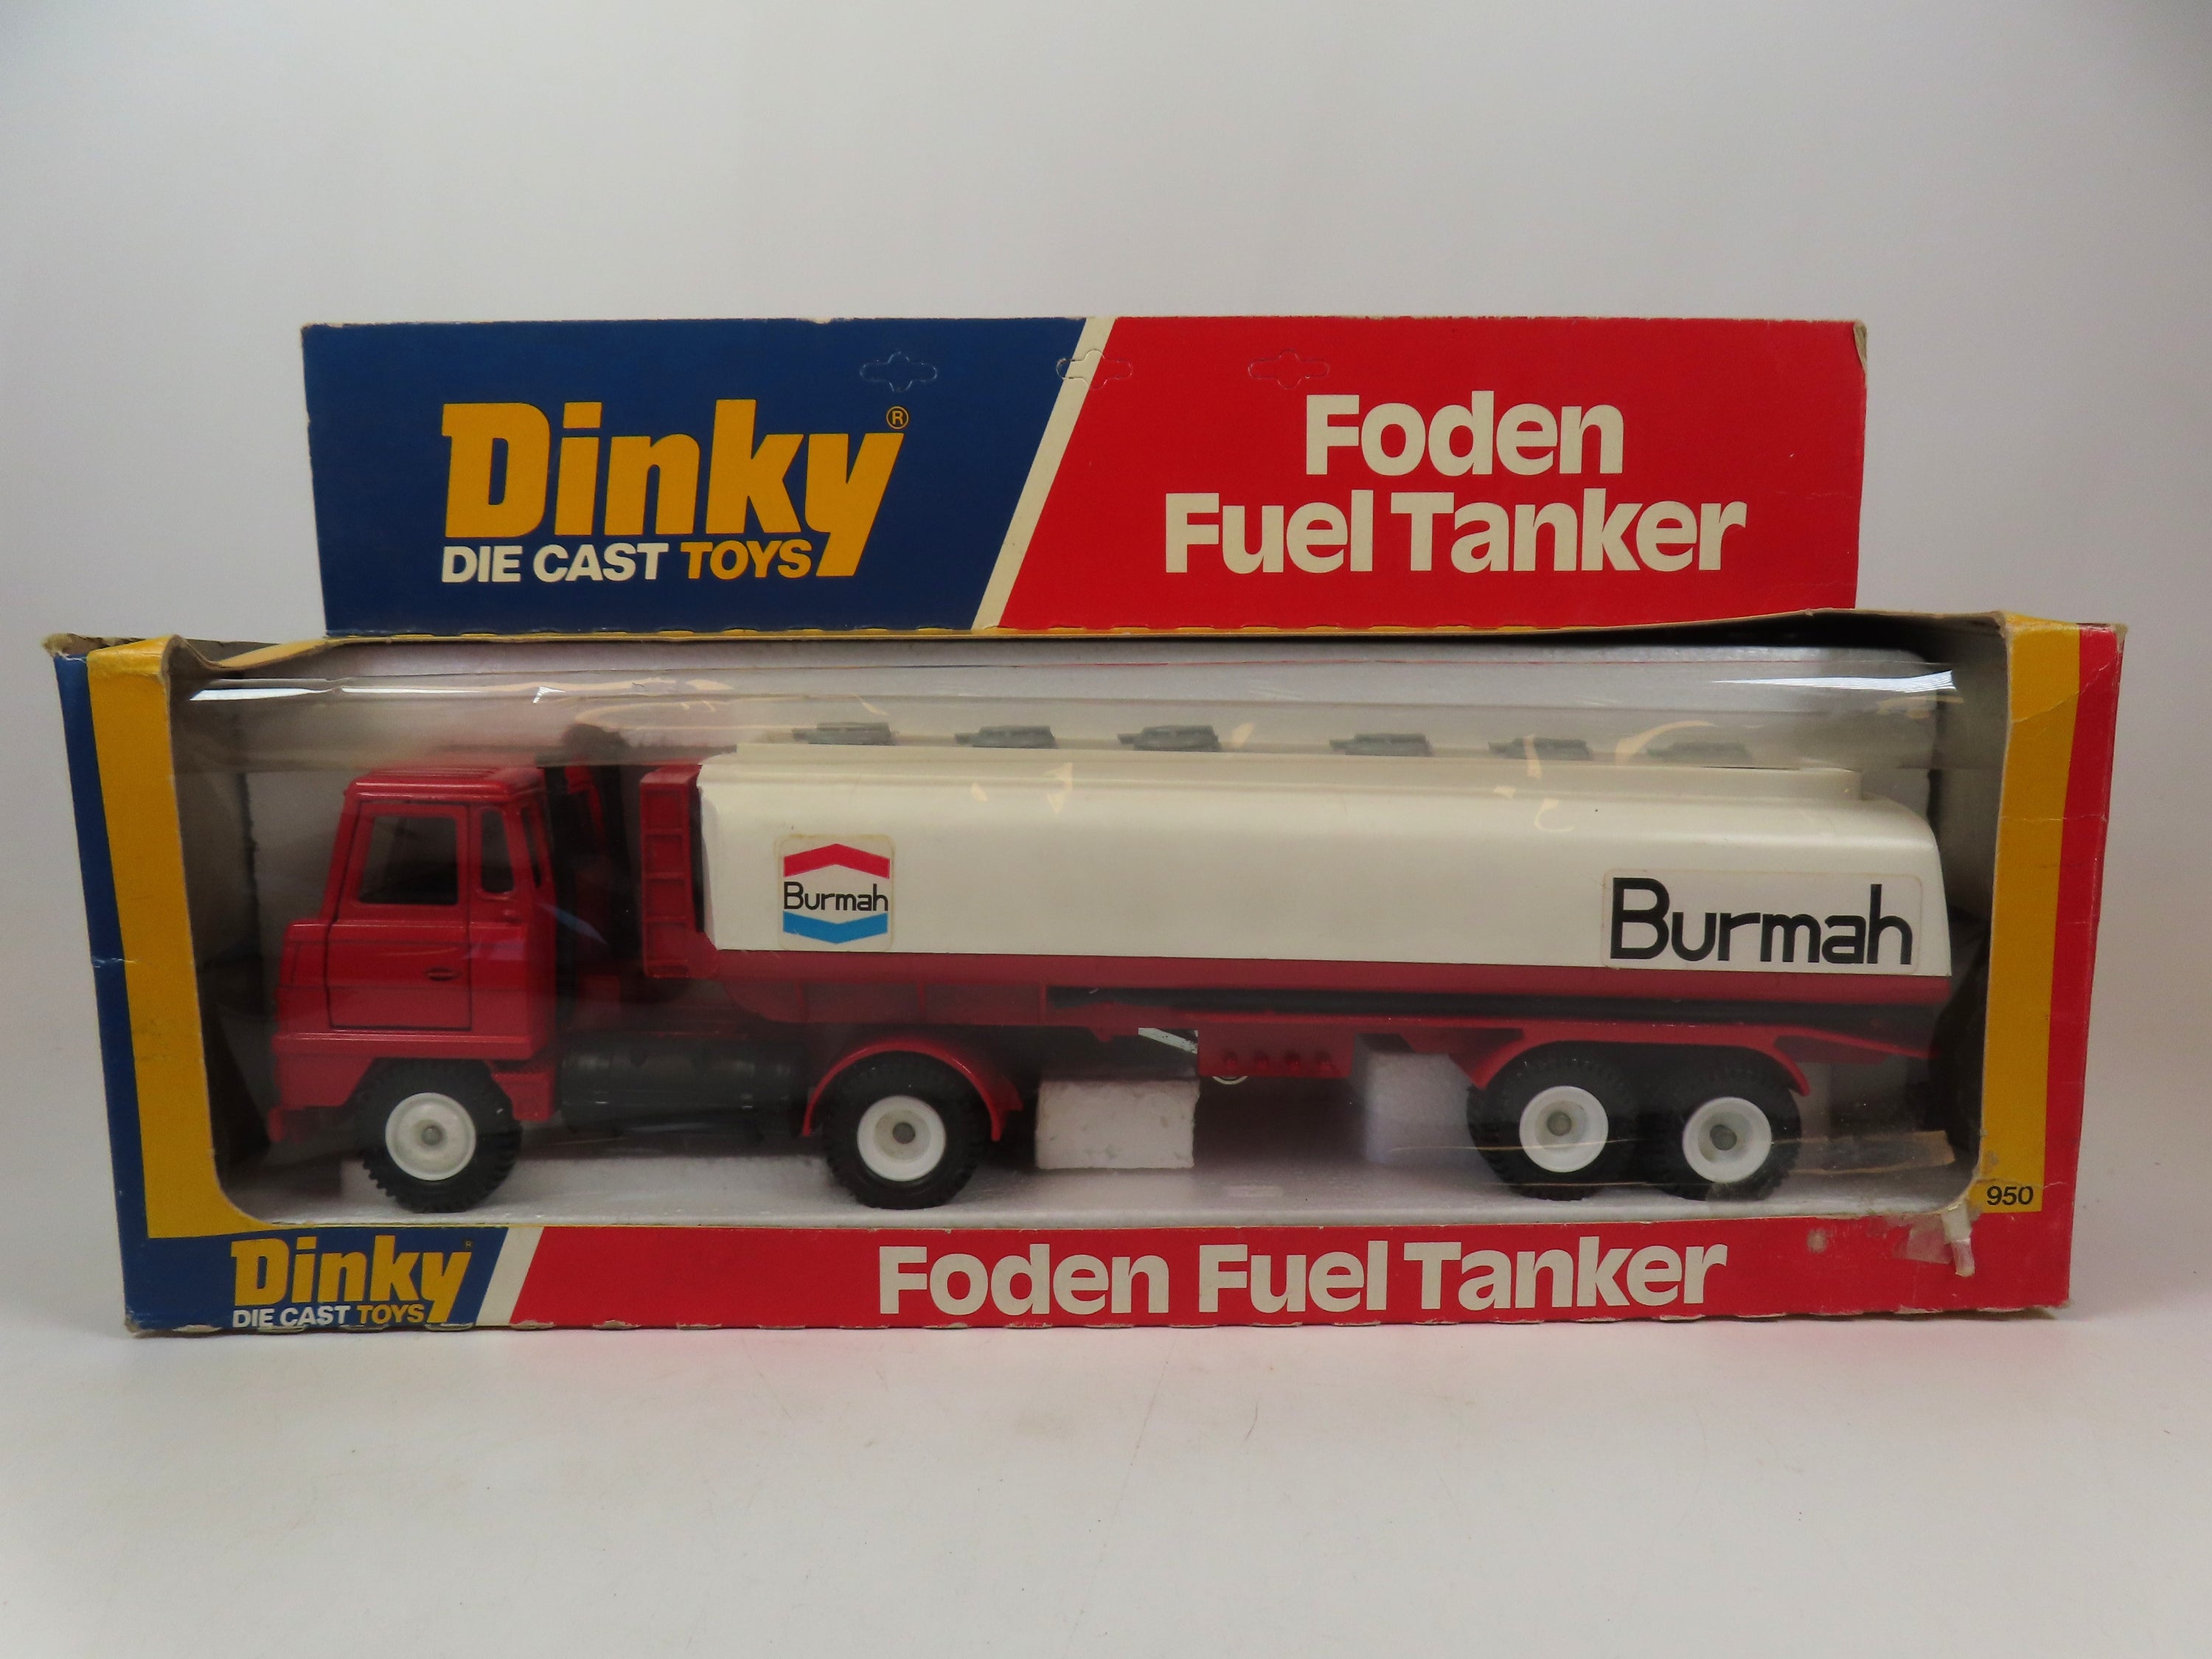 Dinky®
DIE CAST TOYS
Foden
Fuel Tanker
Burmah
Burmah
950
Dinky®
DIE CAST TOYS
Foden Fuel Tanker